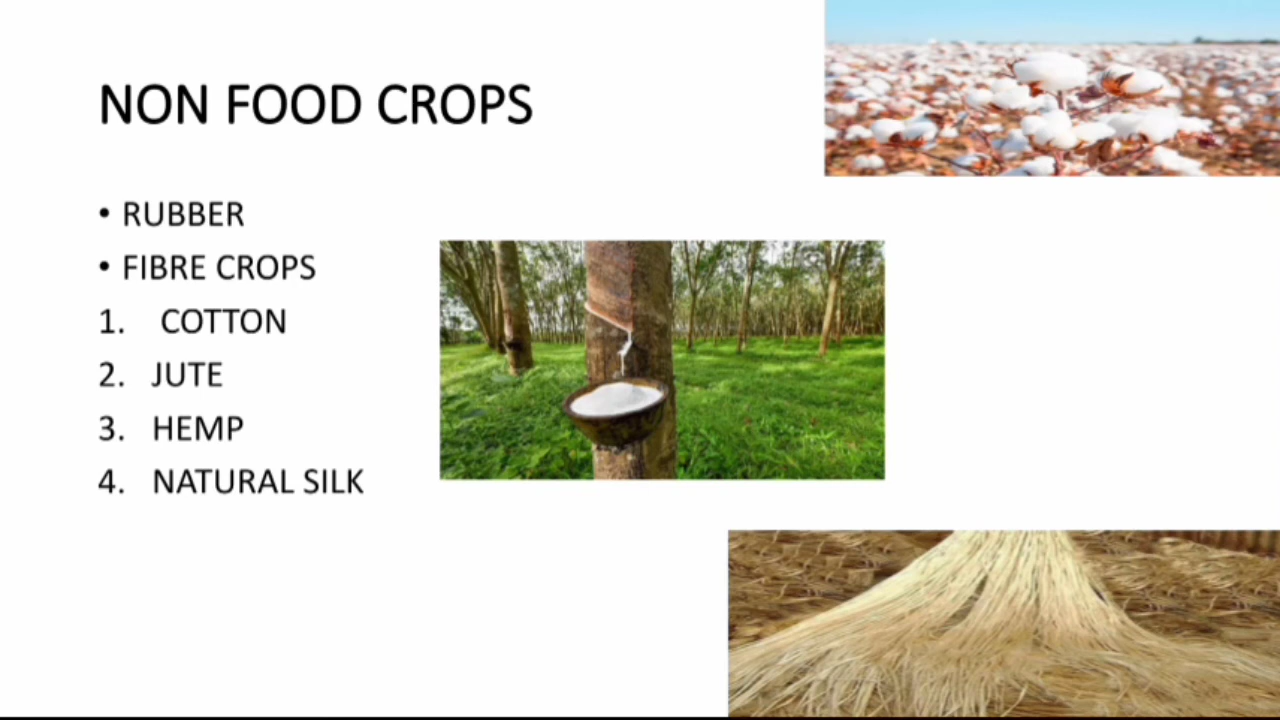 NON FOOD CROPS
• RUBBER
• FIBRE CROPS
1. COTTON
2. JUTE
3. HEMP
4. NATURAL SILK